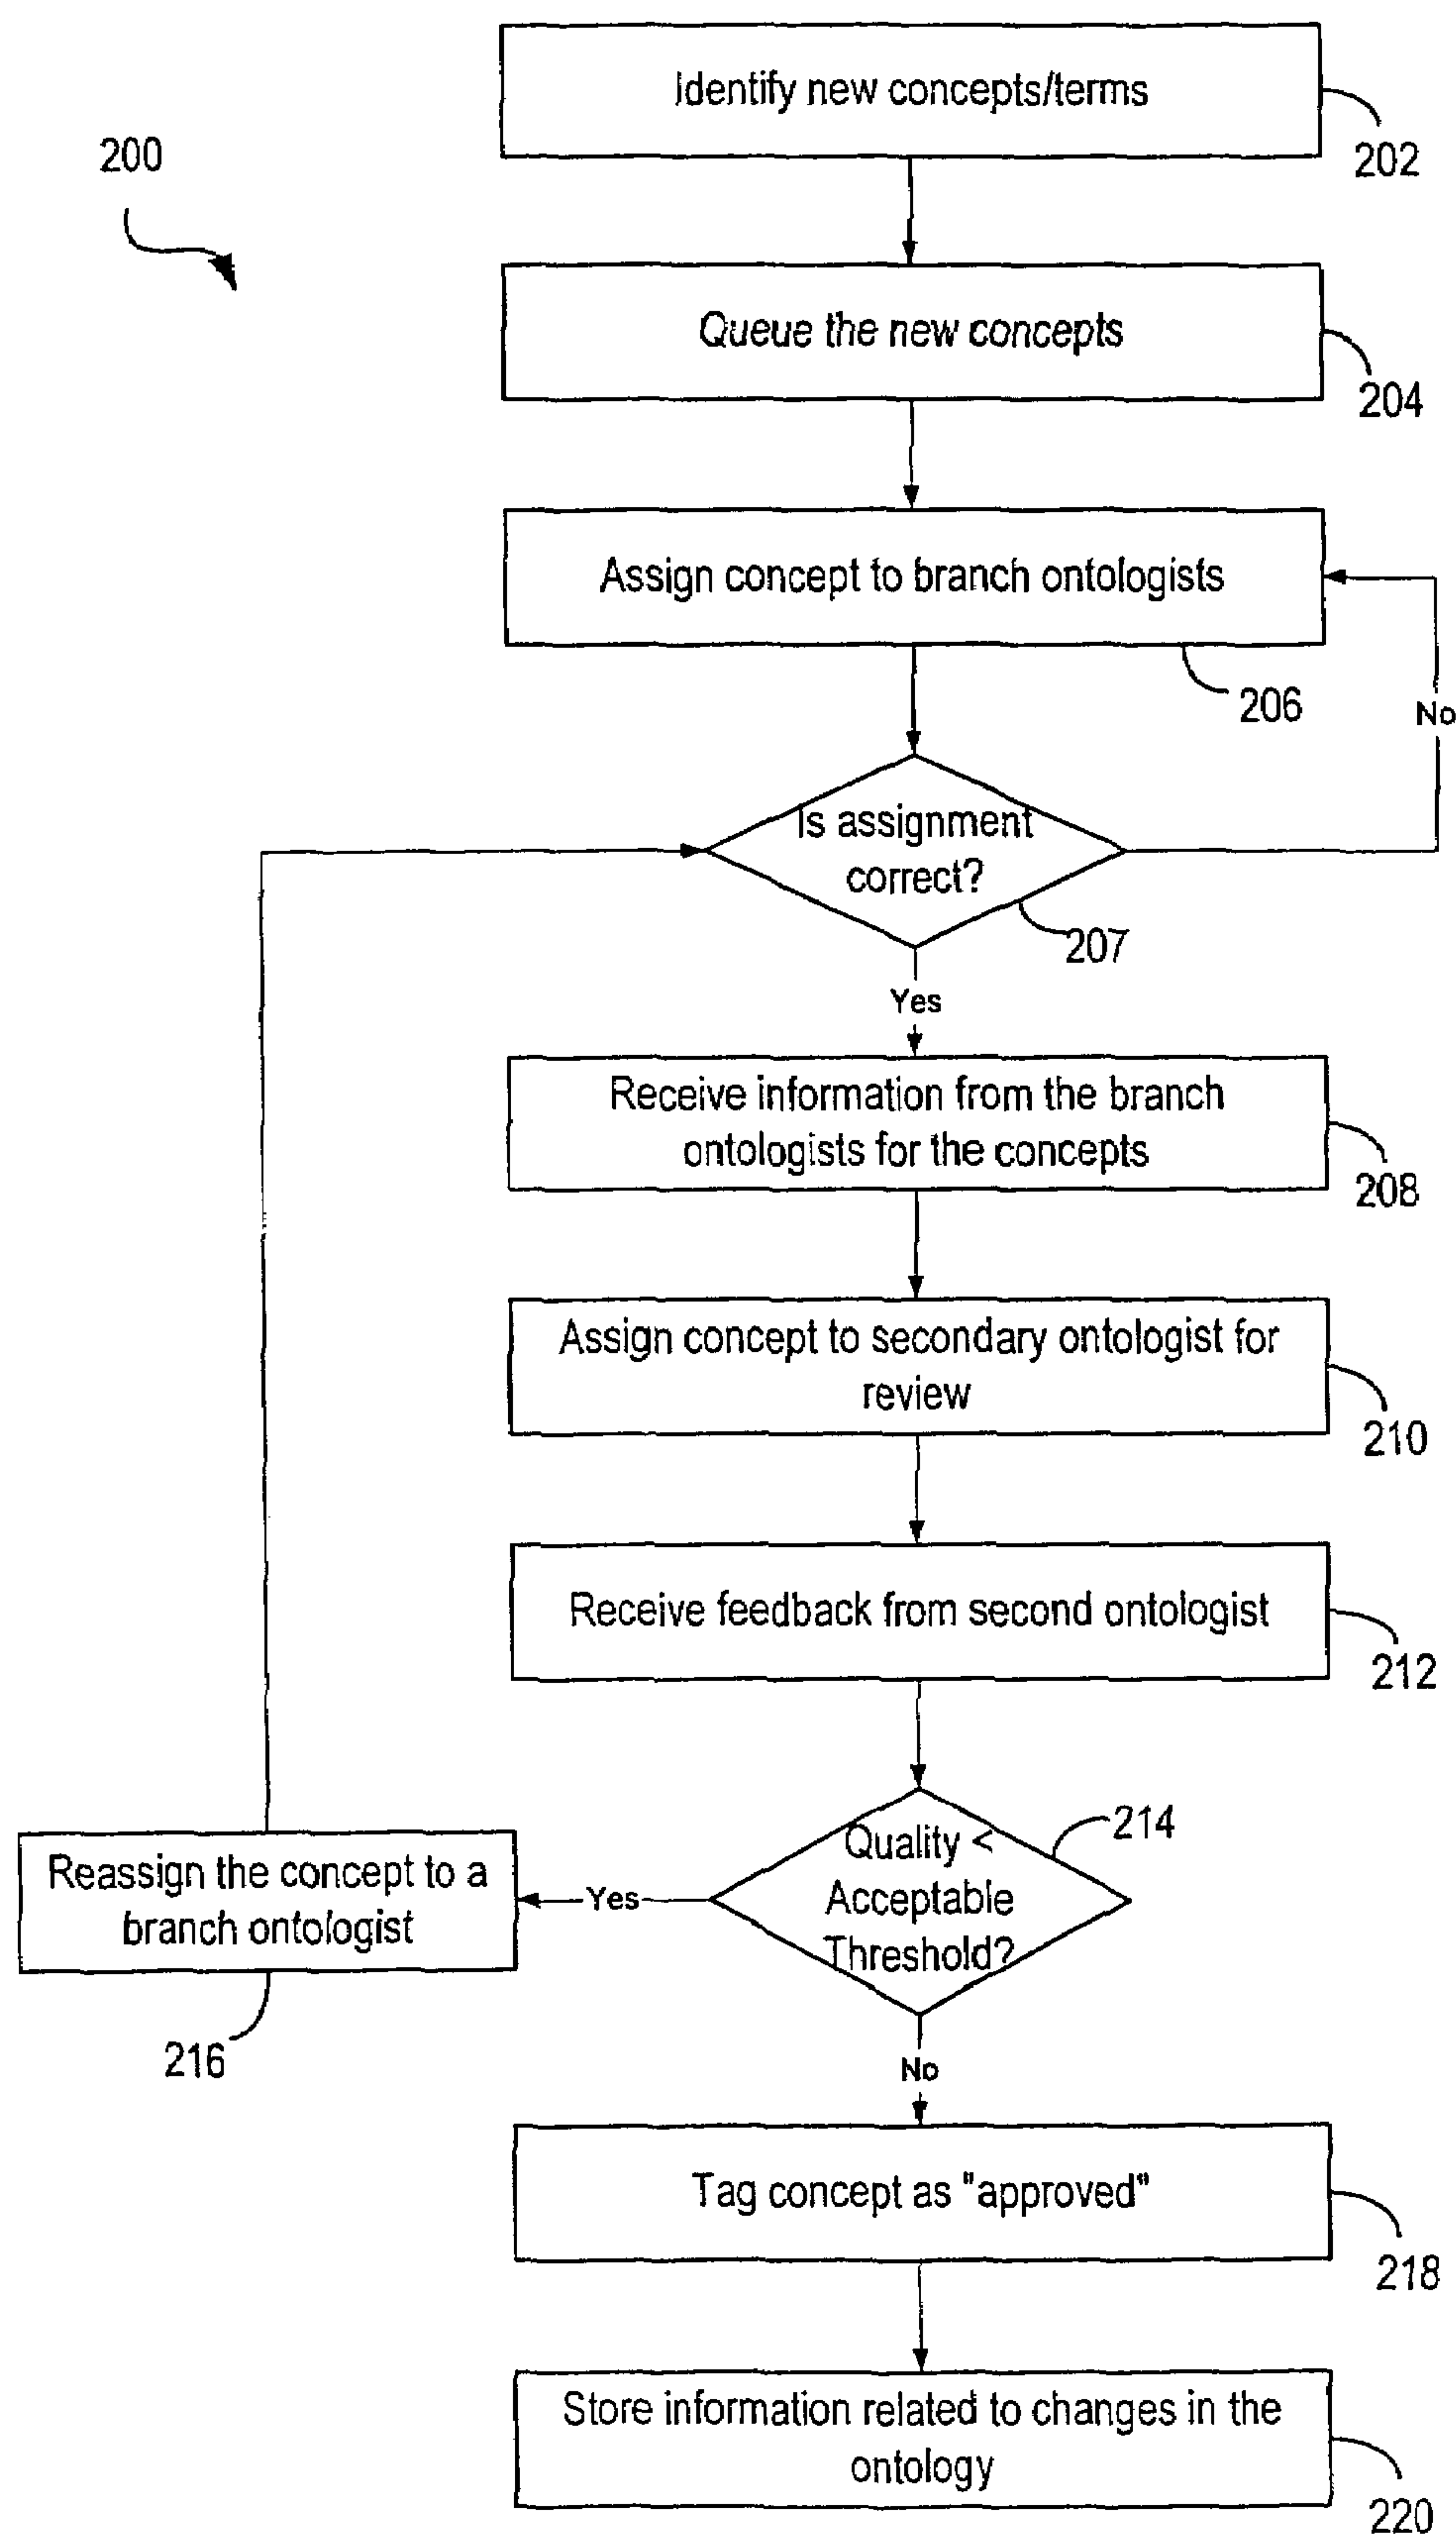 Identify new concepts/terms
202
200
Queue the new concepts
204
Assign concept to branch ontologists
206
No
Is assignment
correct?
207
Yes
Receive information from the branch
ontologists for the concepts
208
Assign concept to secondary ontologist for
review
210
Receive feedback from second ontologist
212
Quality <
Acceptable
Threshold?
214
Yes
Reassign the concept to a
branch ontologist
216
No
Tag concept as "approved"
218
Store information related to changes in the
ontology
220